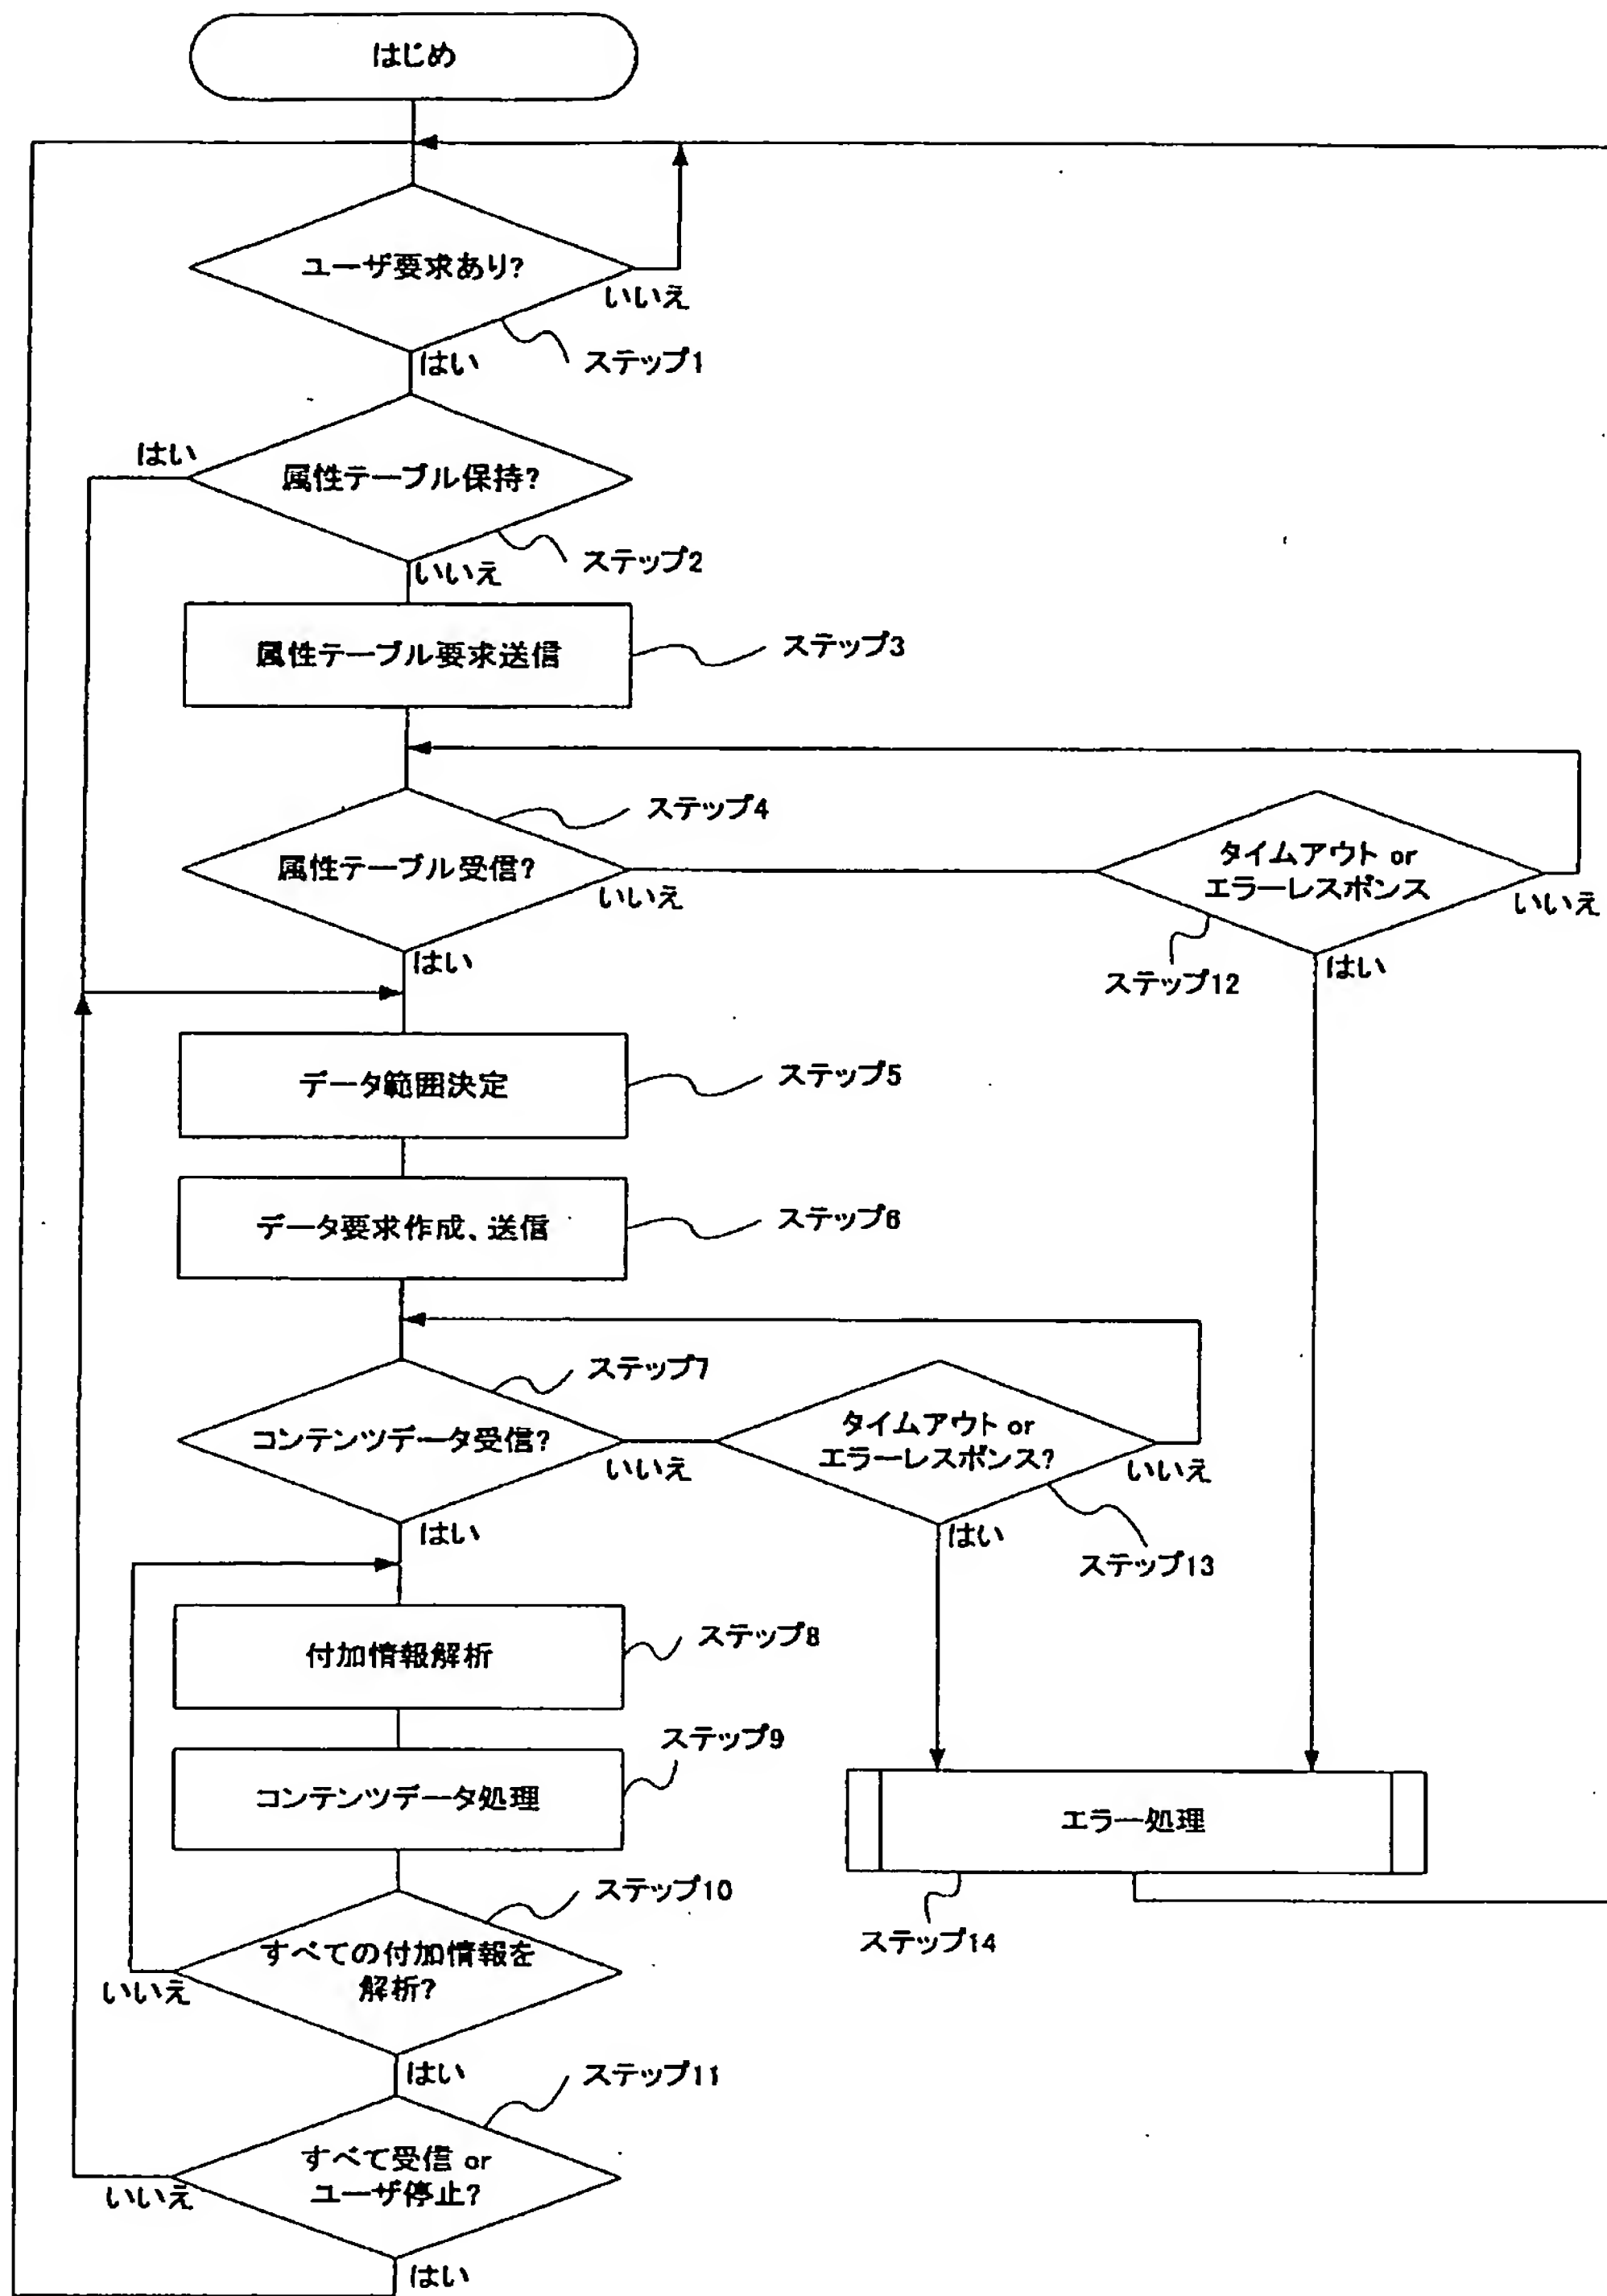 はじめ
ユーザ要求あり?
いいえ
はい
ステップ1
はい
属性テーブル保持?
ステップ2
いいえ
属性テーブル要求送信
ステップ3
ステップ4
属性テーブル受信?
いいえ
タイムアウト or
エラーレスポンス
いいえ
はい
はい
ステップ12
データ範囲決定
ステップ5
データ要求作成、送信
ステップ6
ステップ7
コンテンツデータ受信?
いいえ
タイムアウト or
エラーレスポンス?
いいえ
はい
はい
ステップ13
付加情報解析
ステップ8
ステップ9
コンテンツデータ処理
エラー処理
ステップ10
ステップ14
すべての付加情報を
解析?
いいえ
はい
ステップ11
すべて受信 or
ユーザ停止?
いいえ
はい